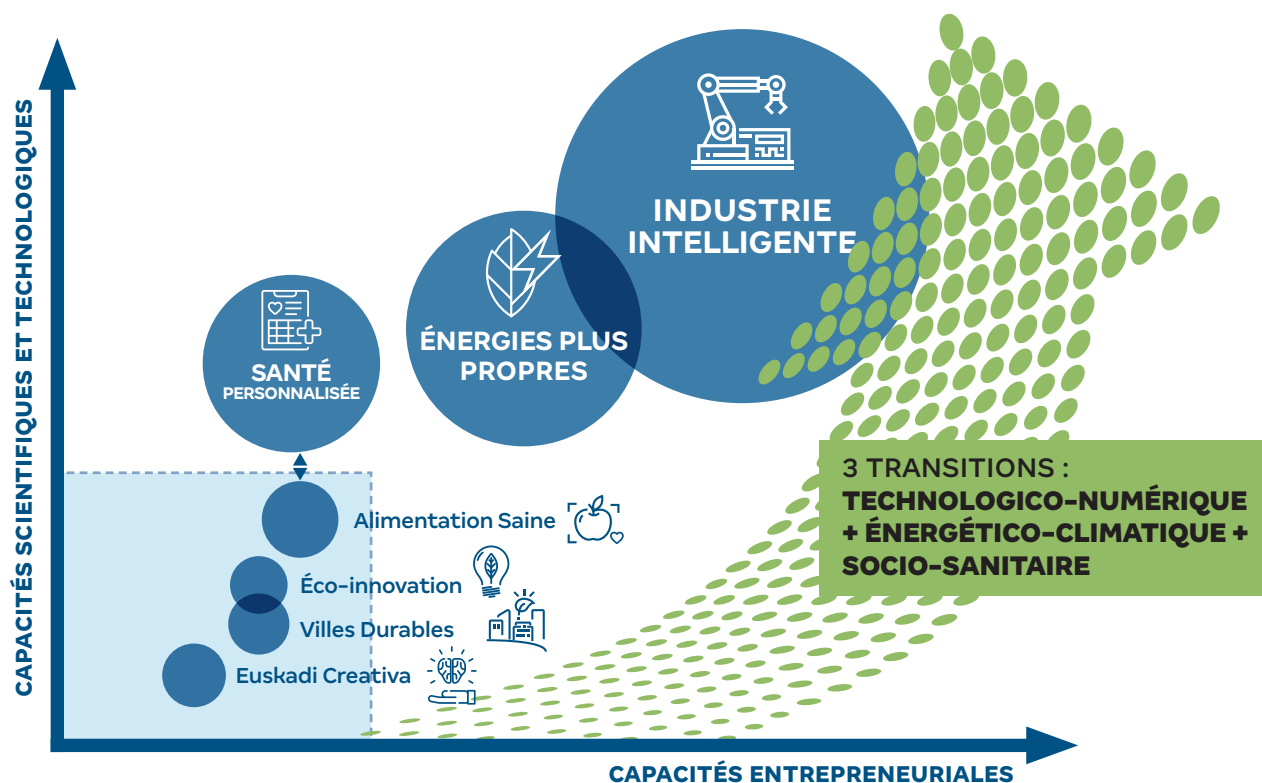 CAPACITÉS SCIENTIFIQUES ET TECHNOLOGIQUES
INDUSTRIE
INTELLIGENTE
ÉNERGIES PLUS
PROPRES
SANTÉ
PERSONNALISÉE
3 TRANSITIONS :
TECHNOLOGICO-NUMÉRIQUE
+ ÉNERGÉTICO-CLIMATIQUE +
SOCIO-SANITAIRE
Alimentation Saine
Éco-innovation
Villes Durables
Euskadi Creativa
CAPACITÉS ENTREPRENEURIALES